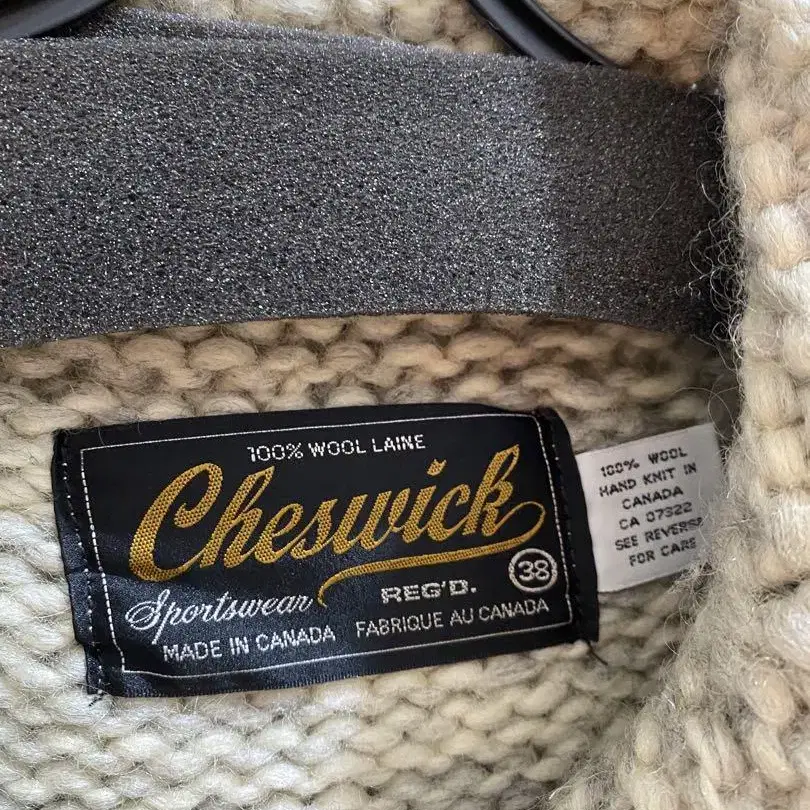 100% WOOL LAINE
Cheswick
Sportswear
REG'D.
38
MADE IN CANADA
FABRIQUE AU CANADA
100% WOOL
HAND KNIT IN
CANADA
CA 07322
SEE REVERSE
FOR CARE